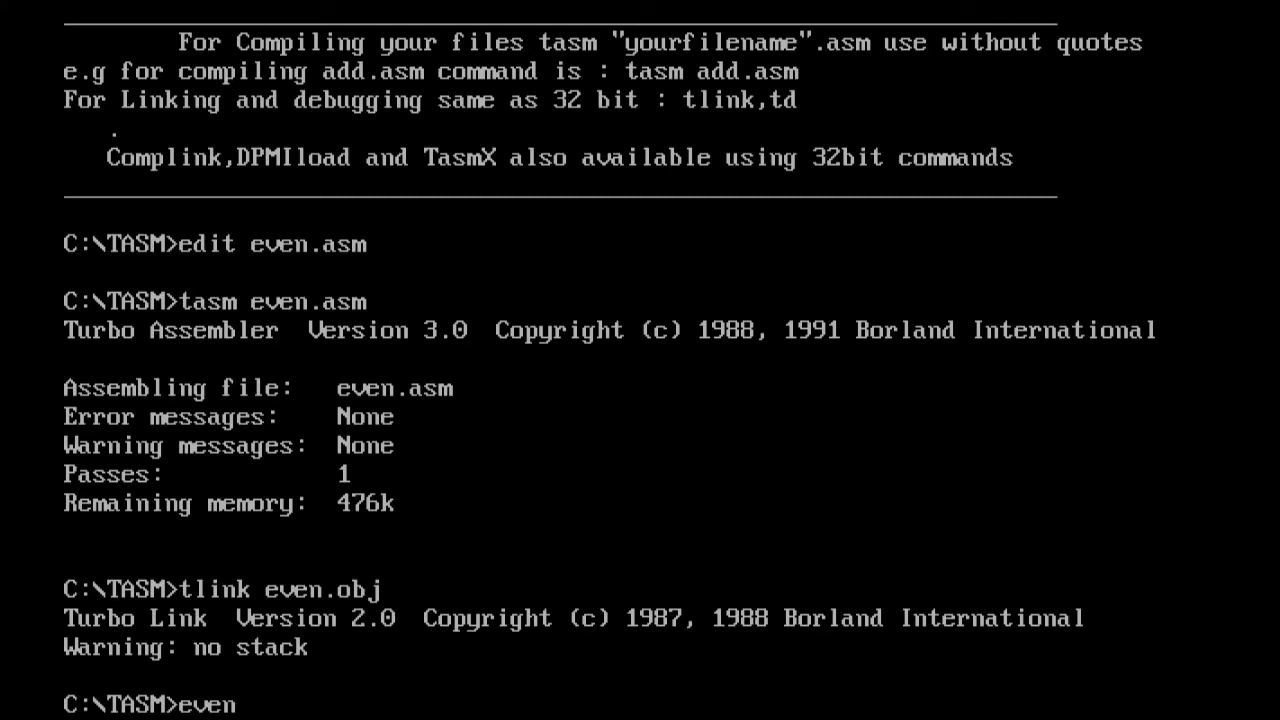 For Compiling your files tasm "yourfilename".asm use without quotes
e.g for compiling add.asm command is : tasm add.asm
For Linking and debugging same as 32 bit : tlink,td
.
Complink,DPMIload and TasmX also available using 32bit commands
C:\TASM>edit even.asm
C:\TASM>tasm even.asm
Turbo Assembler  Version 3.0  Copyright (c) 1988, 1991 Borland International
Assembling file:   even.asm
Error messages:    None
Warning messages:  None
Passes:            1
Remaining memory:  476k
C:\TASM>tlink even.obj
Turbo Link  Version 2.0  Copyright (c) 1987, 1988 Borland International
Warning: no stack
C:\TASM>even